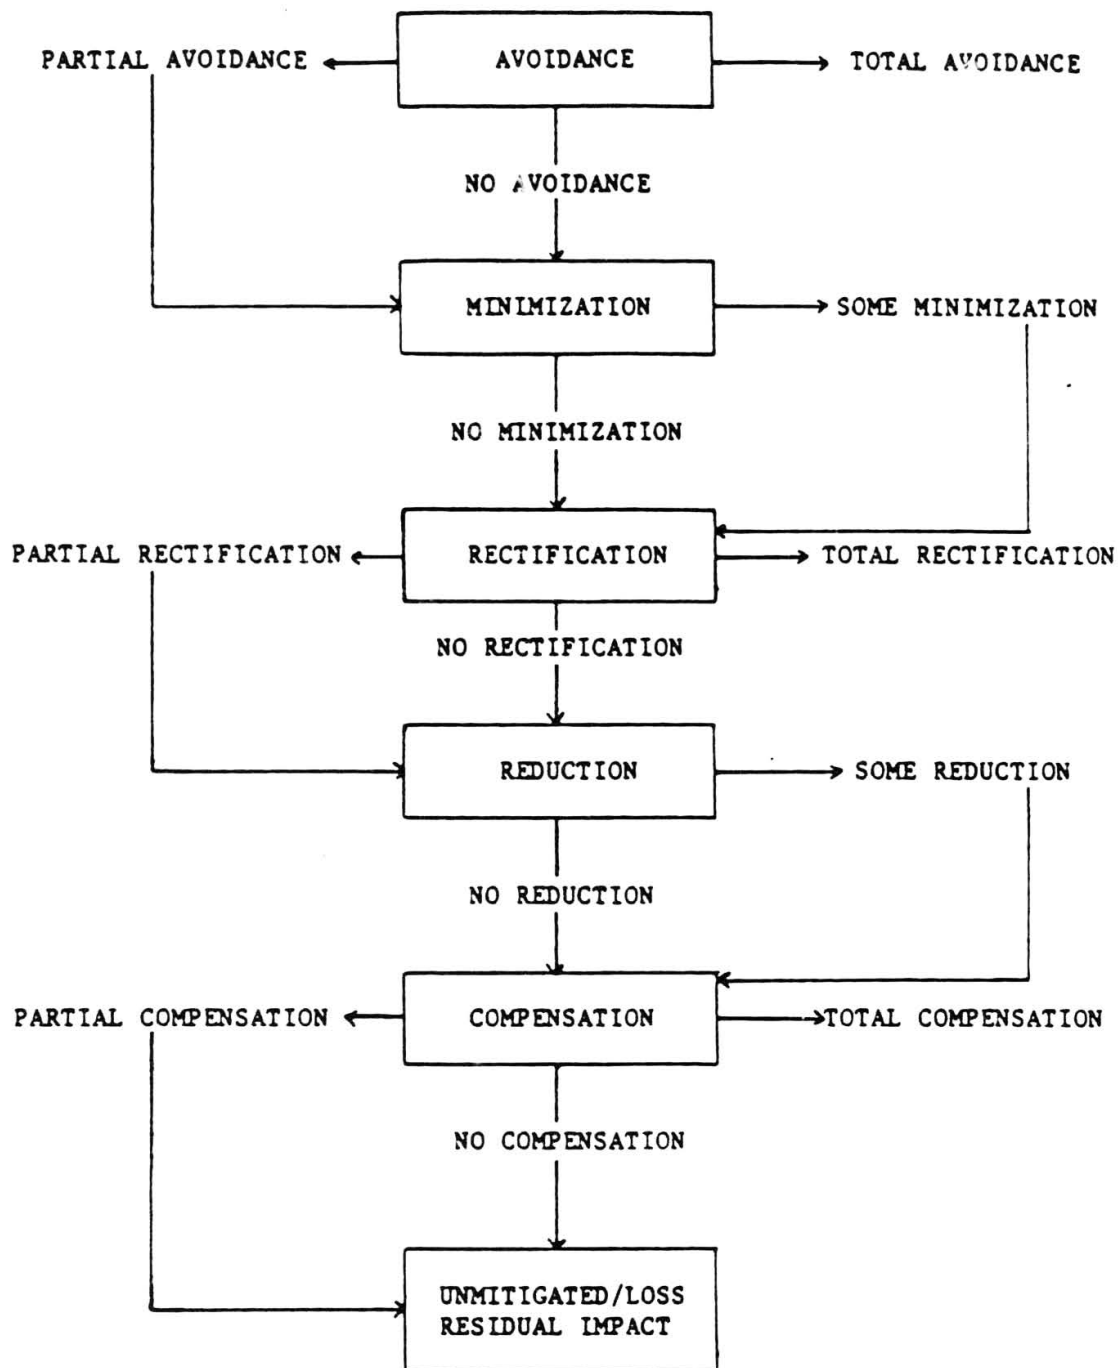 PARTIAL AVOIDANCE
AVOIDANCE
TOTAL AVOIDANCE
NO AVOIDANCE
MINIMIZATION
SOME MINIMIZATION
NO MINIMIZATION
PARTIAL RECTIFICATION
RECTIFICATION
TOTAL RECTIFICATION
NO RECTIFICATION
REDUCTION
SOME REDUCTION
NO REDUCTION
PARTIAL COMPENSATION
COMPENSATION
TOTAL COMPENSATION
NO COMPENSATION
UNMITIGATED/LOSS
RESIDUAL IMPACT